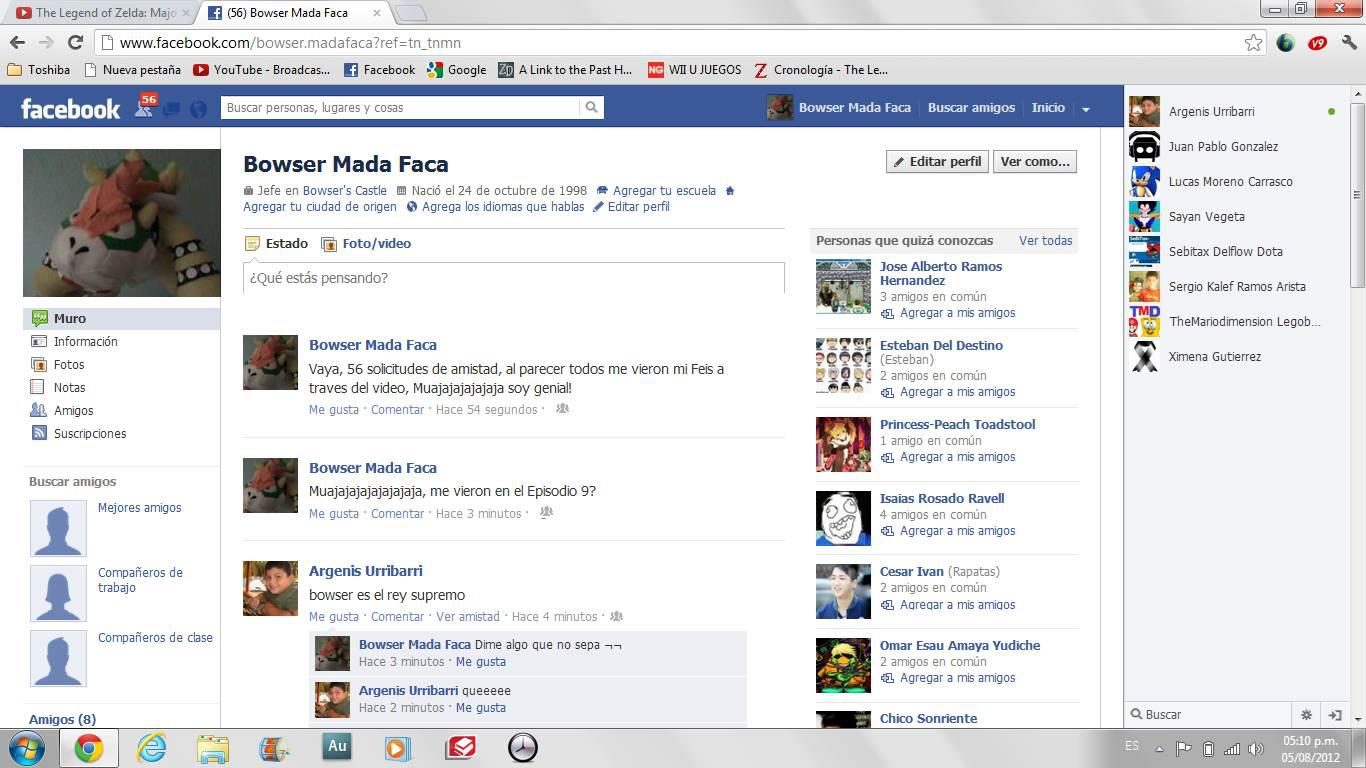 The Legend of Zelda: Majo
(56) Bowser Mada Faca
www.facebook.com/bowser.madafaca?ref=tn_tnmn
Toshiba
Nueva pestaña
YouTube - Broadcas...
Facebook
Google
A Link to the Past H...
WII U JUEGOS
Cronología - The Le...
facebook
56
Buscar personas, lugares y cosas
Bowser Mada Faca
Buscar amigos
Inicio
Bowser Mada Faca
Editar perfil
Ver como...
Jefe en Bowser's Castle
Nació el 24 de octubre de 1998
Agregar tu escuela
Agregar tu ciudad de origen
Agrega los idiomas que hablas
Editar perfil
Muro
Información
Fotos
Notas
Amigos
Suscripciones
Buscar amigos
Mejores amigos
Compañeros de
trabajo
Compañeros de clase
Amigos (8)
Estado
Foto/video
¿Qué estás pensando?
Bowser Mada Faca
Vaya, 56 solicitudes de amistad, al parecer todos me vieron mi Feis a
traves del video, Muajajajajajaja soy genial!
Me gusta · Comentar · Hace 54 segundos ·
Bowser Mada Faca
Muajajajajajajajaja, me vieron en el Episodio 9?
Me gusta · Comentar · Hace 3 minutos ·
Argenis Urribarri
bowser es el rey supremo
Me gusta · Comentar · Ver amistad · Hace 4 minutos ·
Bowser Mada Faca Dime algo que no sepa ¬¬
Hace 3 minutos · Me gusta
Argenis Urribarri queeeee
Hace 2 minutos · Me gusta
Personas que quizá conozcas
Ver todas
Jose Alberto Ramos
Hernandez
3 amigos en común
Agregar a mis amigos
Esteban Del Destino
(Esteban)
2 amigos en común
Agregar a mis amigos
Princess-Peach Toadstool
1 amigo en común
Agregar a mis amigos
Isaias Rosado Ravell
4 amigos en común
Agregar a mis amigos
Cesar Ivan (Rapatas)
2 amigos en común
Agregar a mis amigos
Omar Esau Amaya Yudiche
2 amigos en común
Agregar a mis amigos
Chico Sonriente
Argenis Urribarri
Juan Pablo Gonzalez
Lucas Moreno Carrasco
Sayan Vegeta
Sebitax Delflow Dota
Sergio Kalef Ramos Arista
TMD
TheMariodimension Legob...
Ximena Gutierrez
Buscar
Au
ES
05:10 p.m.
05/08/2012